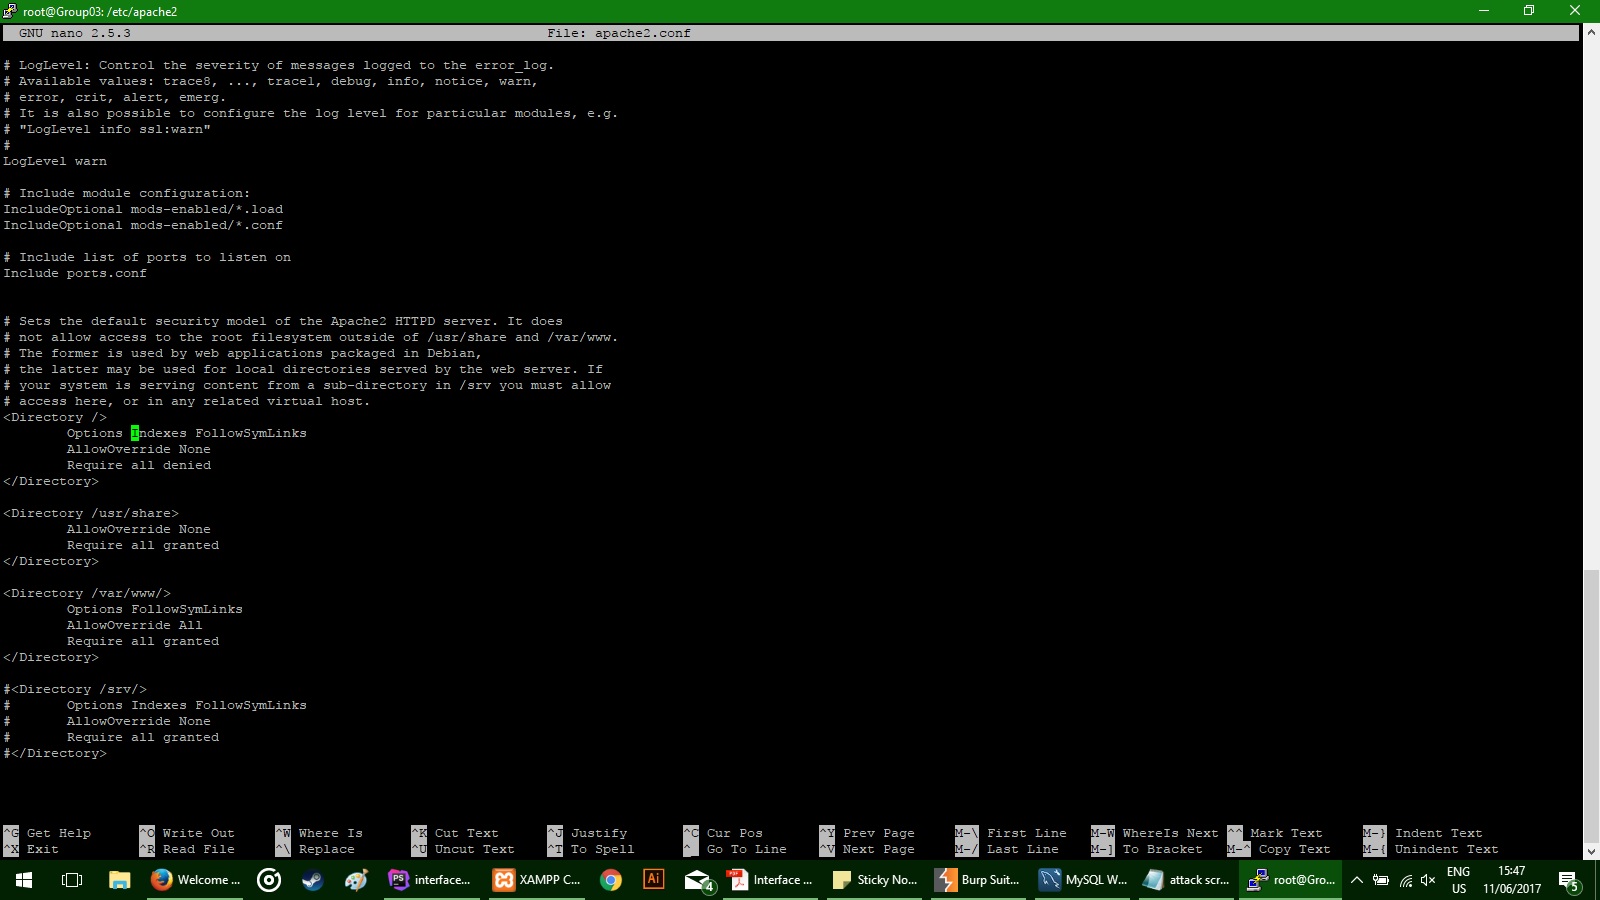 root@Group03: /etc/apache2
GNU nano 2.5.3 File: apache2.conf
# LogLevel: Control the severity of messages logged to the error_log.
# Available values: trace8, ..., trace1, debug, info, notice, warn,
# error, crit, alert, emerg.
# It is also possible to configure the log level for particular modules, e.g.
# "LogLevel info ssl:warn"
#
LogLevel warn
# Include module configuration:
IncludeOptional mods-enabled/*.load
IncludeOptional mods-enabled/*.conf
# Include list of ports to listen on
Include ports.conf
# Sets the default security model of the Apache2 HTTPD server. It does
# not allow access to the root filesystem outside of /usr/share and /var/www.
# The former is used by web applications packaged in Debian,
# the latter may be used for local directories served by the web server. If
# your system is serving content from a sub-directory in /srv you must allow
# access here, or in any related virtual host.
<Directory />
Options Indexes FollowSymLinks
AllowOverride None
Require all denied
</Directory>
<Directory /usr/share>
AllowOverride None
Require all granted
</Directory>
<Directory /var/www/>
Options FollowSymLinks
AllowOverride All
Require all granted
</Directory>
#<Directory /srv/>
# Options Indexes FollowSymLinks
# AllowOverride None
# Require all granted
#</Directory>
^G Get Help ^O Write Out ^W Where Is ^K Cut Text ^J Justify ^C Cur Pos ^Y Prev Page M-\ First Line M-W WhereIs Next ^^ Mark Text M-} Indent Text
^X Exit ^R Read File ^\ Replace ^U Uncut Text ^T To Spell ^_ Go To Line ^V Next Page M-/ Last Line M-] To Bracket M-^ Copy Text M-{ Unindent Text
Welcome ... interface... XAMPP C... Ai 4 Interface ... Sticky No... Burp Suit... MySQL W... attack scr... root@Gro... ENG 15:47
US 11/06/2017 5